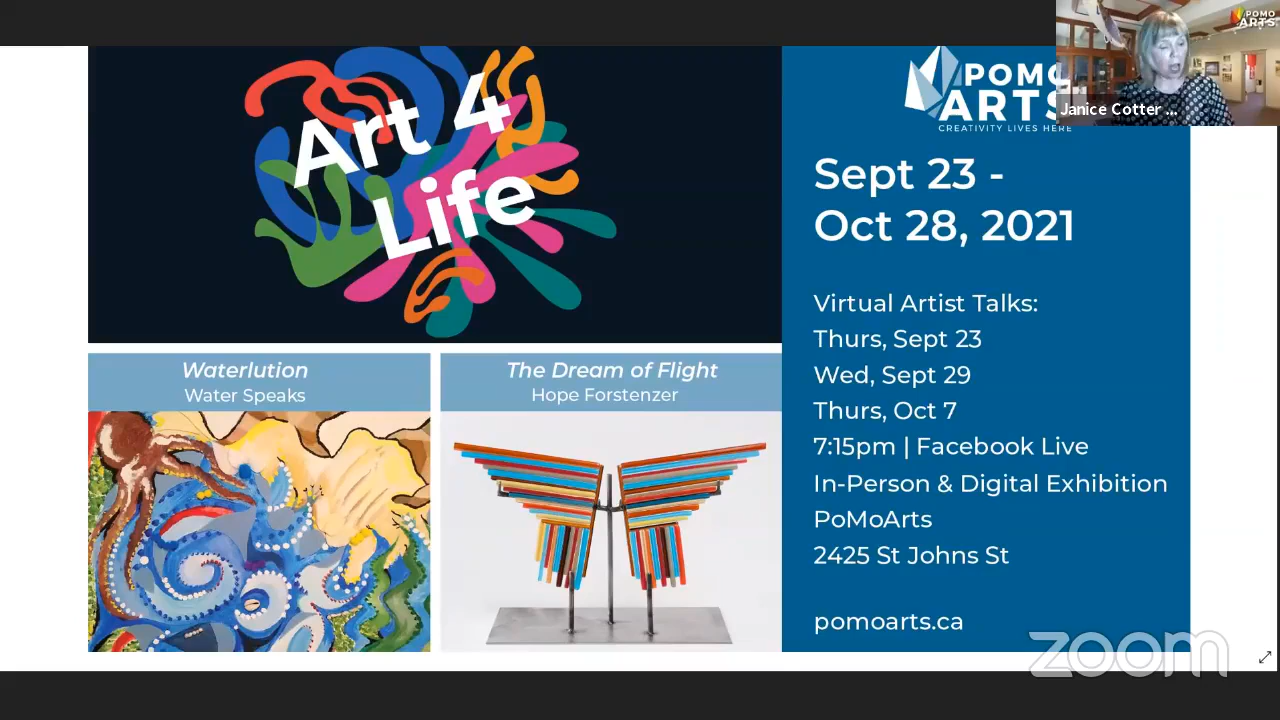 Art 4
Life
POMO
ARTS
CREATIVITY LIVES HERE
POMO
ARTS
Janice Cotter ...
Sept 23 -
Oct 28, 2021
Virtual Artist Talks:
Thurs, Sept 23
Wed, Sept 29
Thurs, Oct 7
7:15pm | Facebook Live
In-Person & Digital Exhibition
PoMoArts
2425 St Johns St
pomoarts.ca
Waterlution
Water Speaks
The Dream of Flight
Hope Forstenzer
zoom